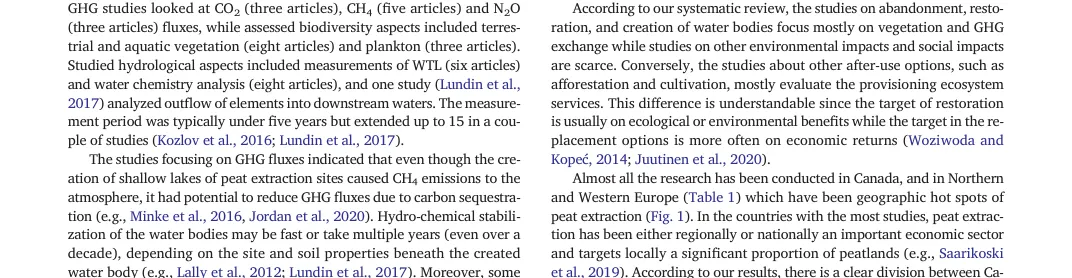 GHG studies looked at CO₂ (three articles), CH₄ (five articles) and N₂O
(three articles) fluxes, while assessed biodiversity aspects included terres-
trial and aquatic vegetation (eight articles) and plankton (three articles).
Studied hydrological aspects included measurements of WTL (six articles)
and water chemistry analysis (eight articles), and one study (Lundin et al.,
2017) analyzed outflow of elements into downstream waters. The measure-
ment period was typically under five years but extended up to 15 in a cou-
ple of studies (Kozlov et al., 2016; Lundin et al., 2017).
The studies focusing on GHG fluxes indicated that even though the cre-
ation of shallow lakes of peat extraction sites caused CH₄ emissions to the
atmosphere, it had potential to reduce GHG fluxes due to carbon sequestra-
tion (e.g., Minke et al., 2016, Jordan et al., 2020). Hydro-chemical stabili-
zation of the water bodies may be fast or take multiple years (even over a
decade), depending on the site and soil properties beneath the created
water body (e.g., Lally et al., 2012; Lundin et al., 2017). Moreover, some
According to our systematic review, the studies on abandonment, resto-
ration, and creation of water bodies focus mostly on vegetation and GHG
exchange while studies on other environmental impacts and social impacts
are scarce. Conversely, the studies about other after-use options, such as
afforestation and cultivation, mostly evaluate the provisioning ecosystem
services. This difference is understandable since the target of restoration
is usually on ecological or environmental benefits while the target in the re-
placement options is more often on economic returns (Woziwoda and
Kopeć, 2014; Juutinen et al., 2020).
Almost all the research has been conducted in Canada, and in Northern
and Western Europe (Table 1) which have been geographic hot spots of
peat extraction (Fig. 1). In the countries with the most studies, peat extrac-
tion has been either regionally or nationally an important economic sector
and targets locally a significant proportion of peatlands (e.g., Saarikoski
et al., 2019). According to our results, there is a clear division between Ca-